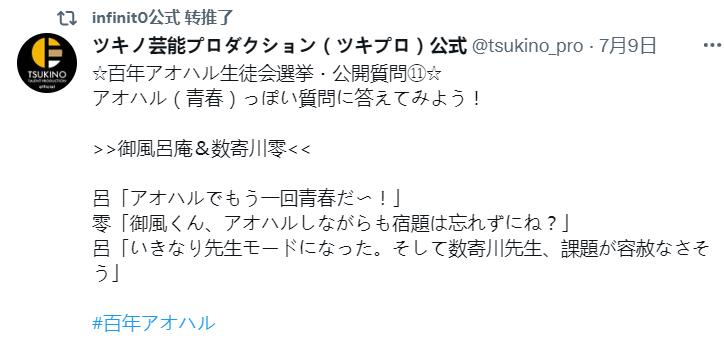 infinit0公式 转推了
ツキノ芸能プロダクション（ツキプロ）公式 @tsukino_pro · 7月9日 ···
TSUKINO
TALENT PRODUCTION
official
☆百年アオハル生徒会選挙・公開質問⑪☆
アオハル（青春）っぽい質問に答えてみよう！
>>御風呂庵＆数寄川零<<
呂「アオハルでもう一回青春だ〜！」
零「御風くん、アオハルしながらも宿題は忘れずにね？」
呂「いきなり先生モードになった。そして数寄川先生、課題が容赦なさそ
う」
#百年アオハル